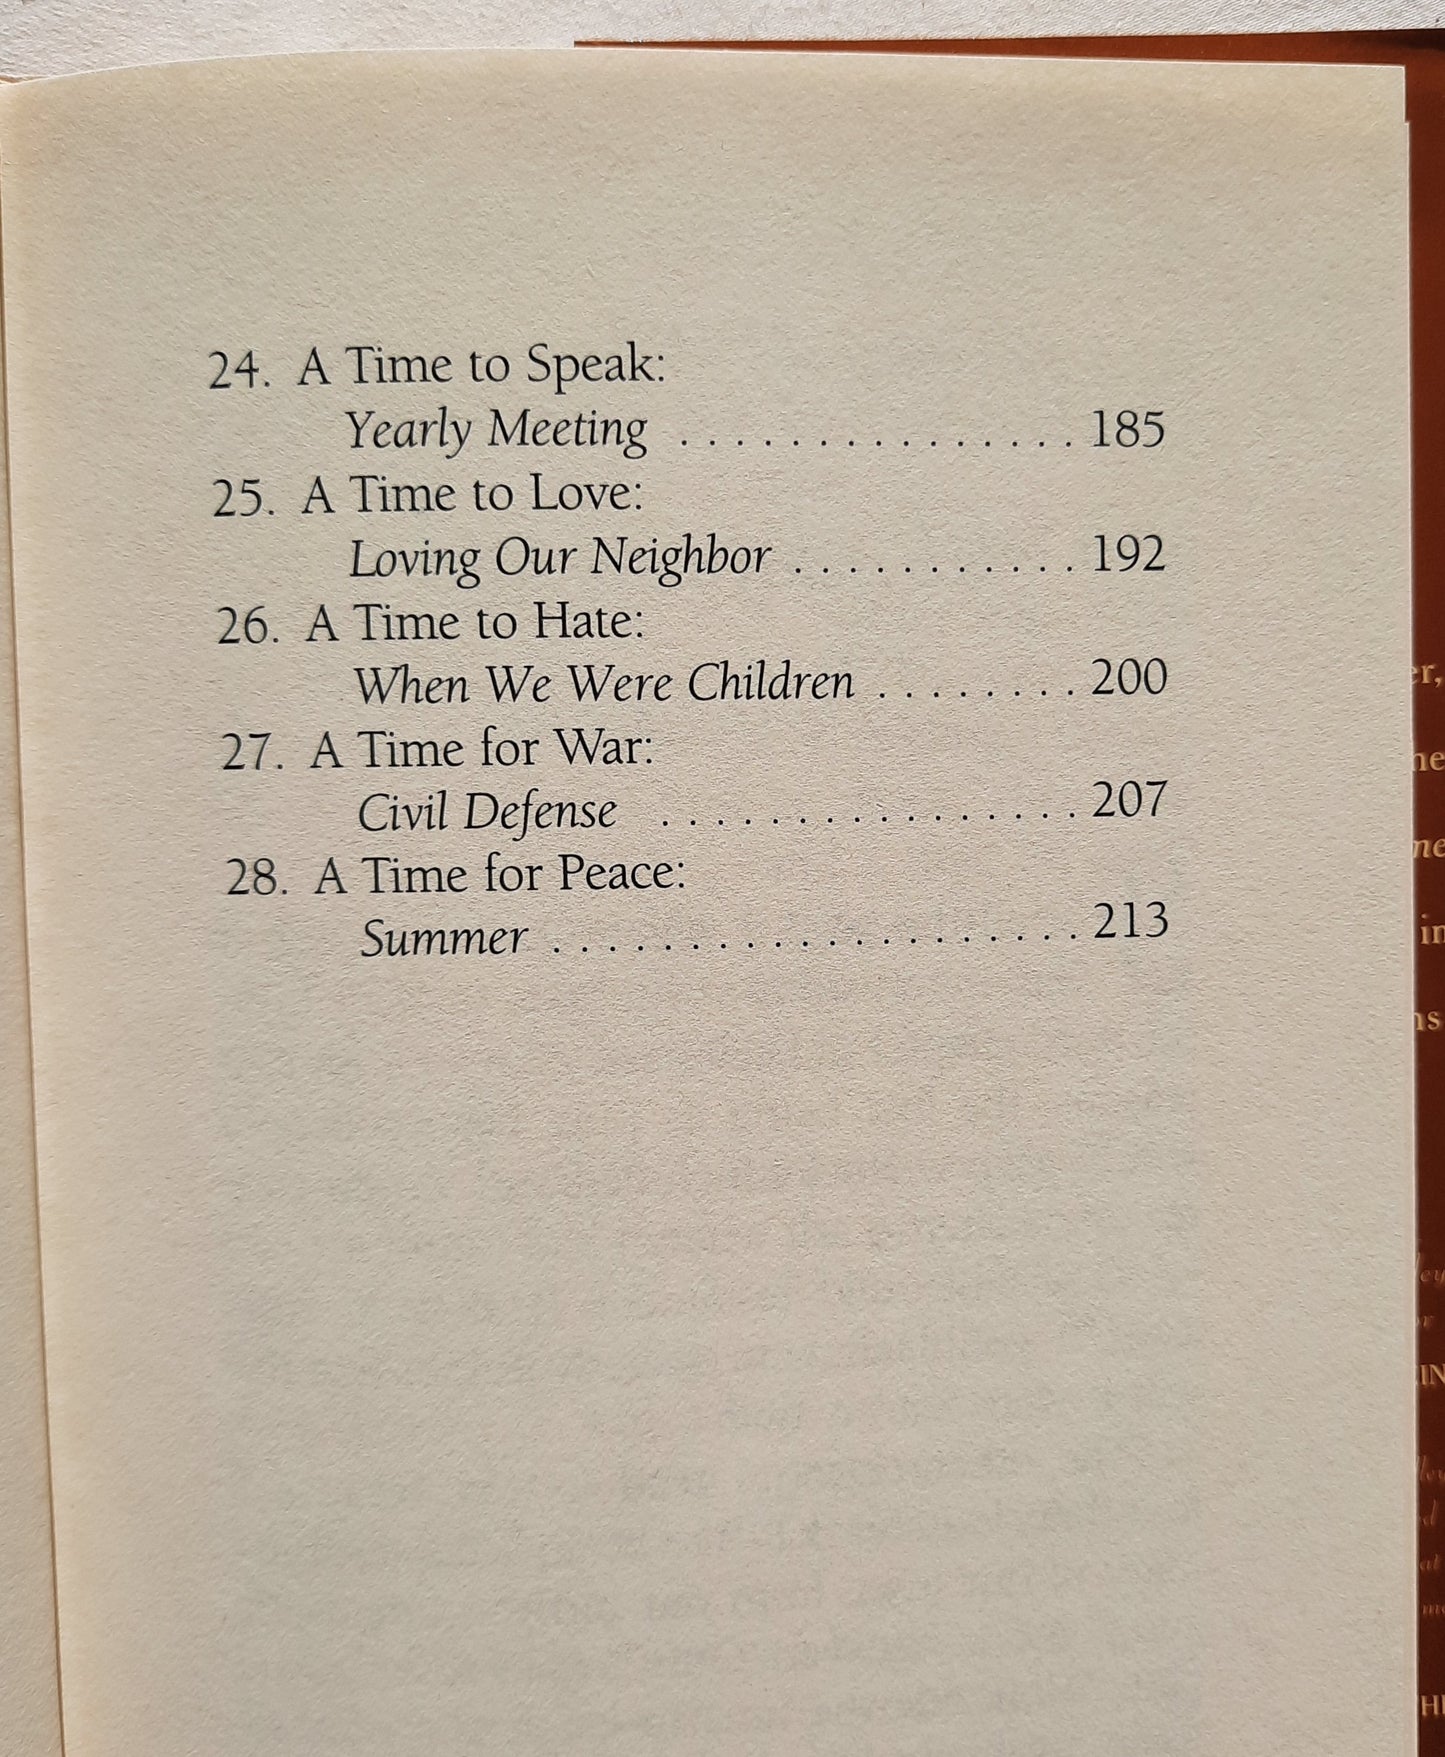 24. A Time to Speak:
Yearly Meeting . . . . . . . . . . . . . . . 185
25. A Time to Love:
Loving Our Neighbor . . . . . . . . . . . 192
26. A Time to Hate:
When We Were Children . . . . . . . . 200
27. A Time for War:
Civil Defense . . . . . . . . . . . . . . . . 207
28. A Time for Peace:
Summer . . . . . . . . . . . . . . . . . . . . 213